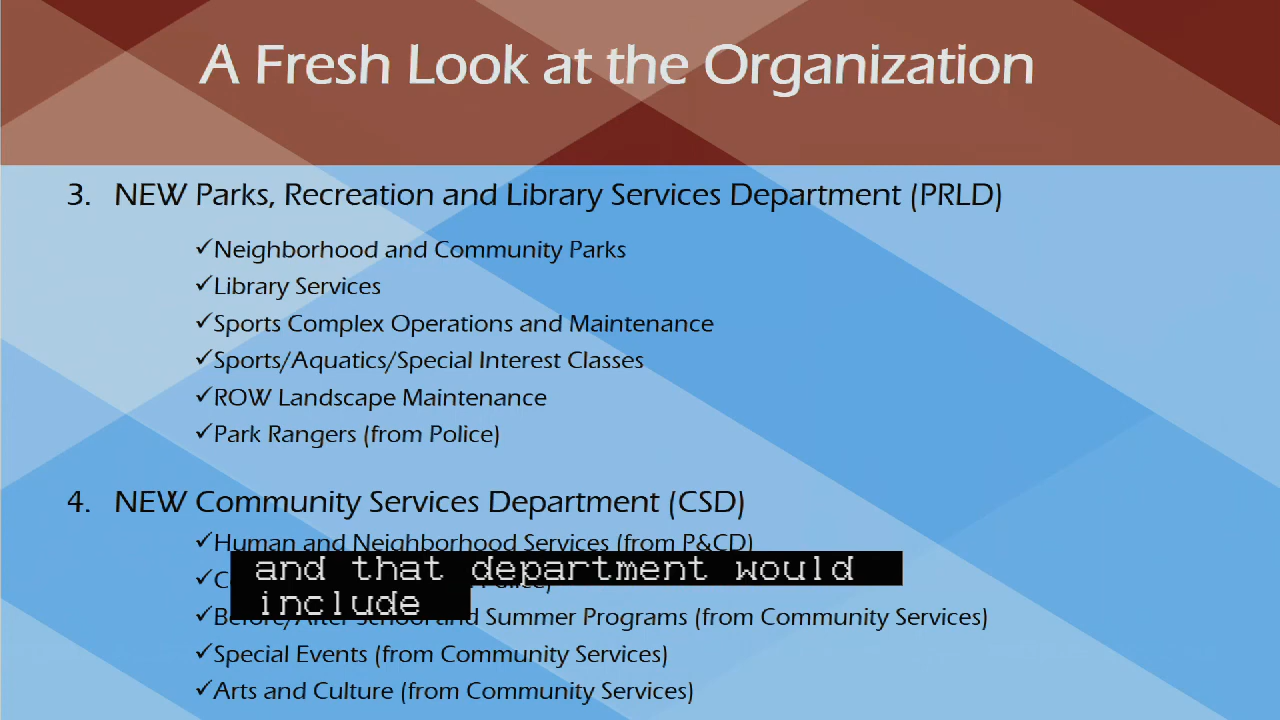 A Fresh Look at the Organization
3. NEW Parks, Recreation and Library Services Department (PRLD)
✓Neighborhood and Community Parks
✓Library Services
✓Sports Complex Operations and Maintenance
✓Sports/Aquatics/Special Interest Classes
✓ROW Landscape Maintenance
✓Park Rangers (from Police)
4. NEW Community Services Department (CSD)
✓Human and Neighborhood Services (from P&CD)
and that department would
include
✓Before/After School and Summer Programs (from Community Services)
✓Special Events (from Community Services)
✓Arts and Culture (from Community Services)